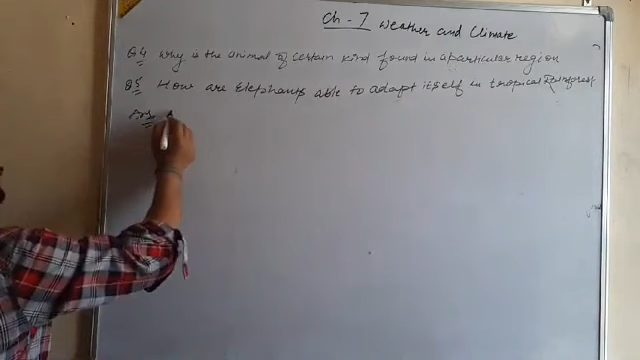 Ch - 7 Weather and Climate
Q4 Why is the animal of certain kind found in a particular region
Q5 How are Elephants able to adapt itself in tropical Rainforest
Ans